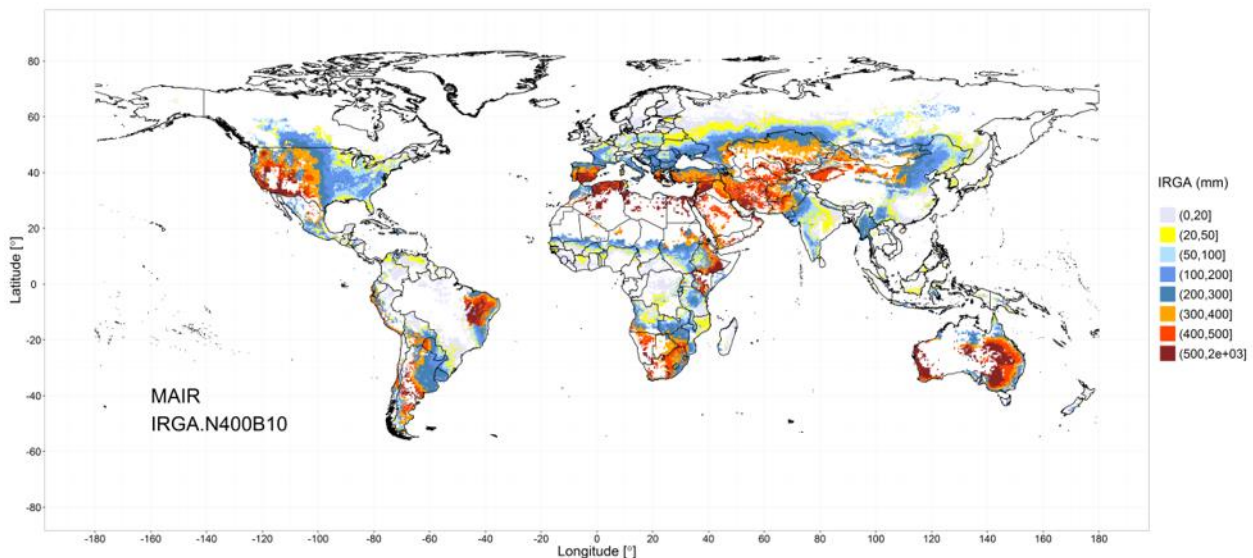 80
60
40
20
0
-20
-40
-60
-80
Latitude [°]
MAIR
IRGA.N400B10
-180 -160 -140 -120 -100 -80 -60 -40 -20 0 20 40 60 80 100 120 140 160 180
Longitude [°]
IRGA (mm)
(0,20]
(20,50]
(50,100]
(100,200]
(200,300]
(300,400]
(400,500]
(500,2e+03]